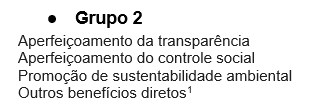 ● Grupo 2
Aperfeiçoamento da transparência
Aperfeiçoamento do controle social
Promoção de sustentabilidade ambiental
Outros benefícios diretos¹